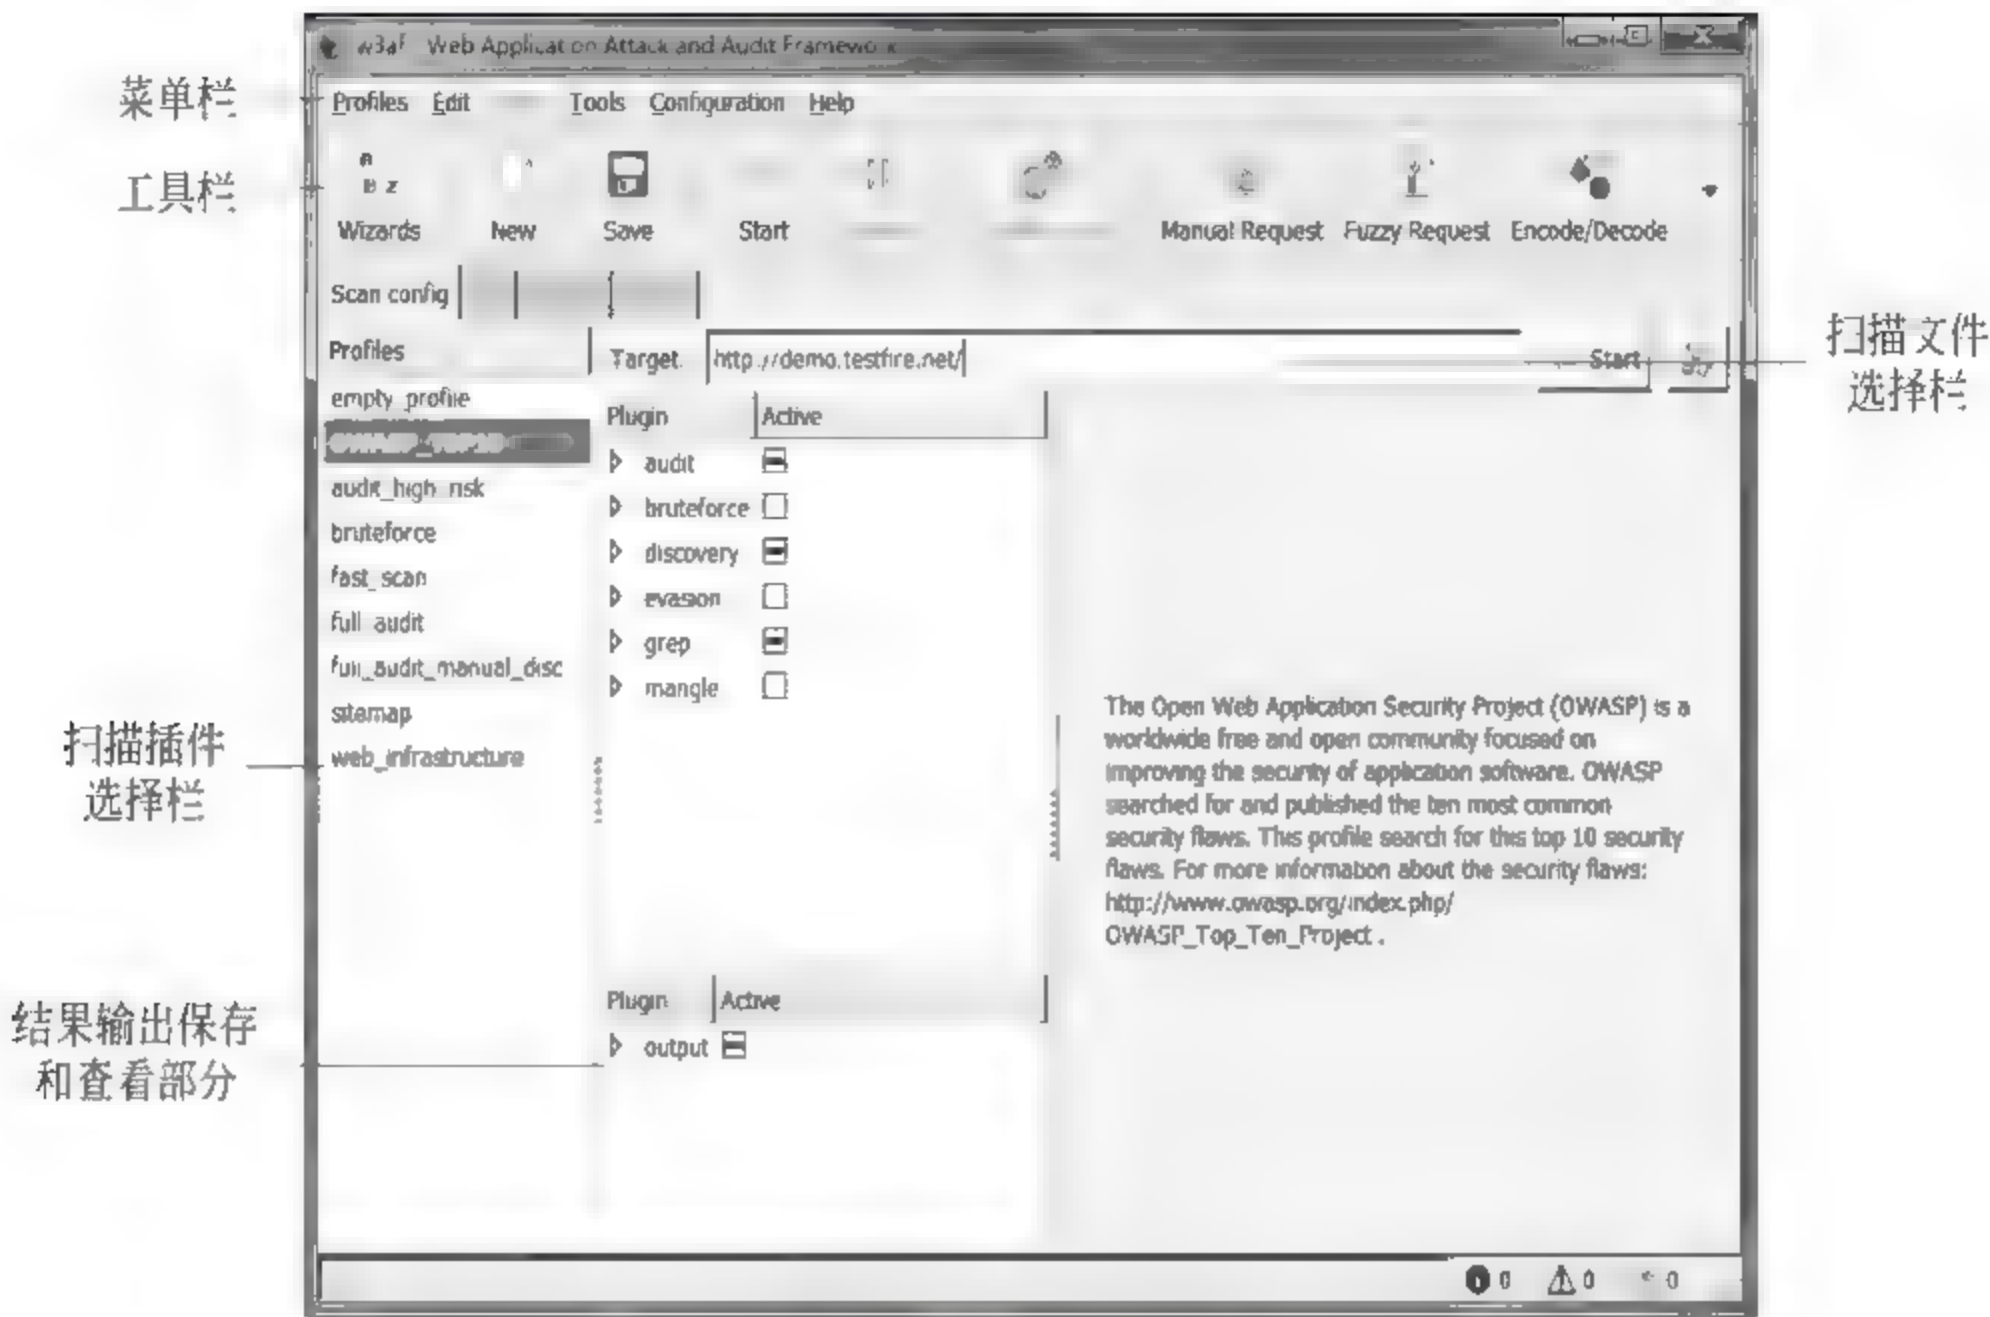 w3af Web Application Attack and Audit Framework
菜单栏
Profiles Edit Tools Configuration Help
工具栏
Wizards New Save Start Manual Request Fuzzy Request Encode/Decode
Scan config
Profiles
Target: http://demo.testfire.net/ Start
扫描文件
选择栏
empty_profile
audit_high_risk
bruteforce
fast_scan
full_audit
full_audit_manual_disc
sitemap
web_infrastructure
扫描插件
选择栏
Plugin Active
audit
bruteforce
discovery
evasion
grep
mangle
The Open Web Application Security Project (OWASP) is a
worldwide free and open community focused on
improving the security of application software. OWASP
searched for and published the ten most common
security flaws. This profile search for this top 10 security
flaws. For more information about the security flaws:
http://www.owasp.org/index.php/
OWASP_Top_Ten_Project .
Plugin Active
output
结果输出保存
和查看部分
0 0 0